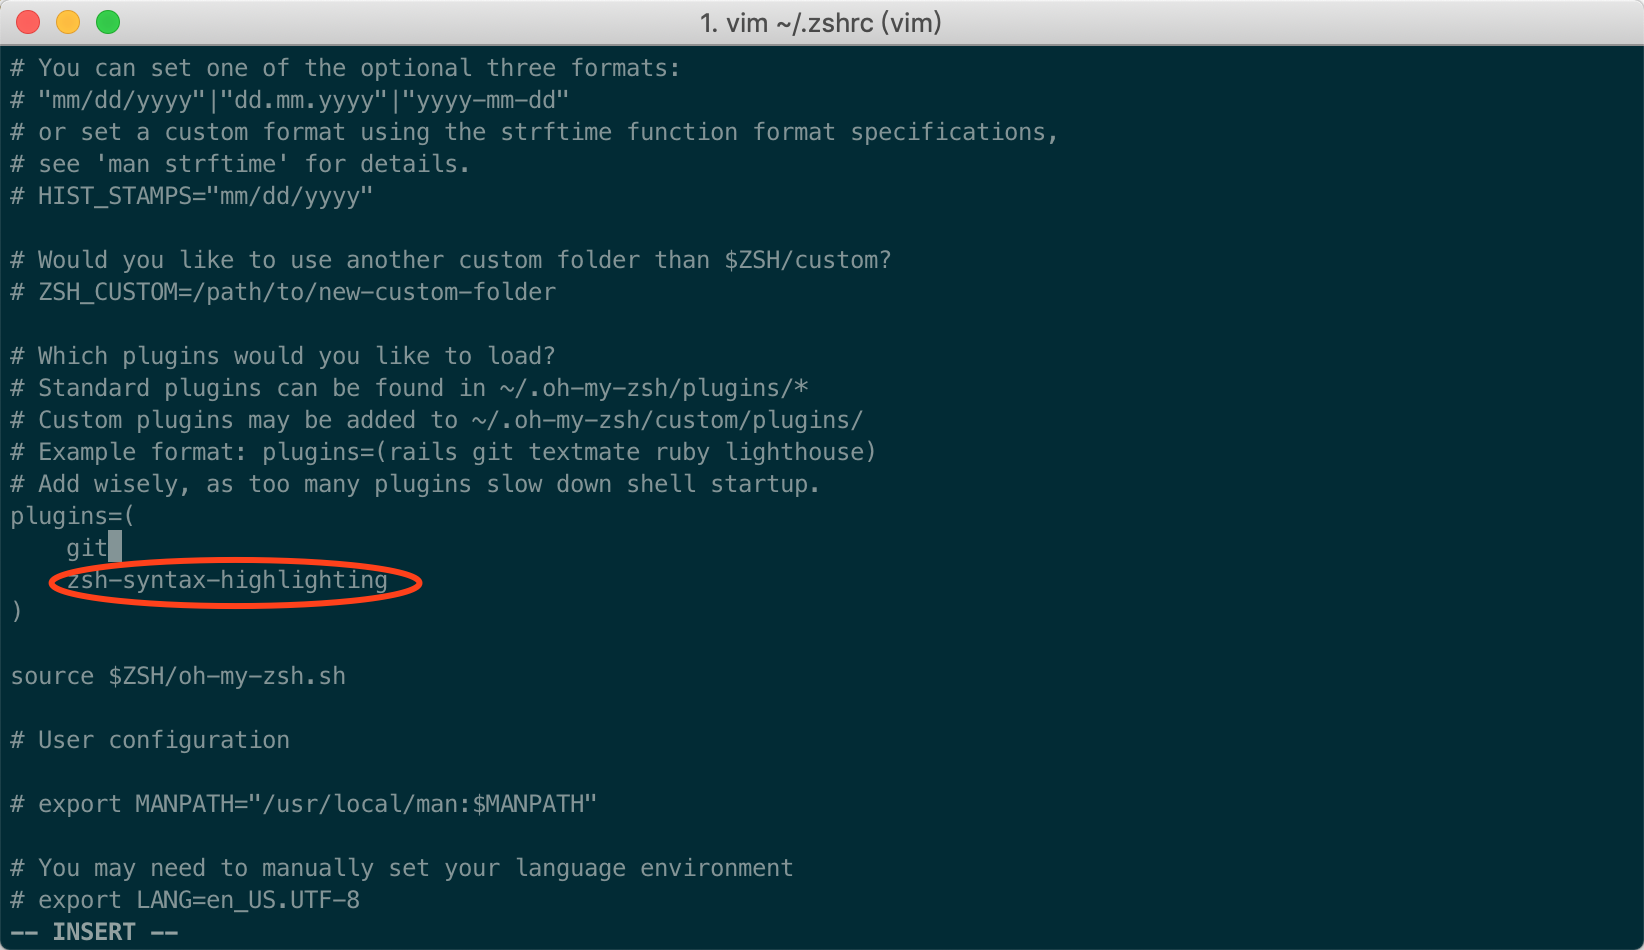 1. vim ~/.zshrc (vim)
# You can set one of the optional three formats:
# "mm/dd/yyyy"|"dd.mm.yyyy"|"yyyy-mm-dd"
# or set a custom format using the strftime function format specifications,
# see 'man strftime' for details.
# HIST_STAMPS="mm/dd/yyyy"
# Would you like to use another custom folder than $ZSH/custom?
# ZSH_CUSTOM=/path/to/new-custom-folder
# Which plugins would you like to load?
# Standard plugins can be found in ~/.oh-my-zsh/plugins/*
# Custom plugins may be added to ~/.oh-my-zsh/custom/plugins/
# Example format: plugins=(rails git textmate ruby lighthouse)
# Add wisely, as too many plugins slow down shell startup.
plugins=(
    git
    zsh-syntax-highlighting
)
source $ZSH/oh-my-zsh.sh
# User configuration
# export MANPATH="/usr/local/man:$MANPATH"
# You may need to manually set your language environment
# export LANG=en_US.UTF-8
-- INSERT --